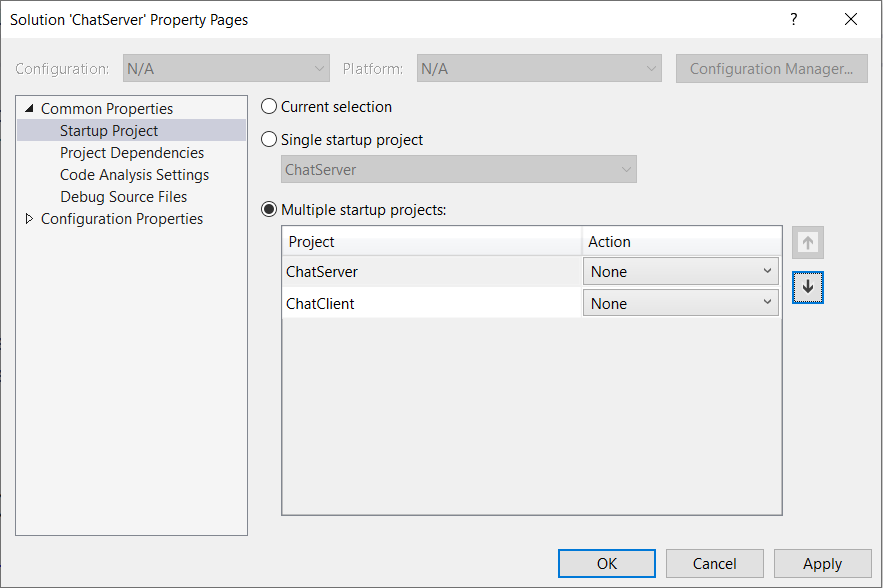 Solution 'ChatServer' Property Pages
?
Configuration: N/A Platform: N/A Configuration Manager...
Common Properties
Startup Project
Project Dependencies
Code Analysis Settings
Debug Source Files
Configuration Properties
Current selection
Single startup project
ChatServer
Multiple startup projects:
Project Action
ChatServer None
ChatClient None
OK Cancel Apply